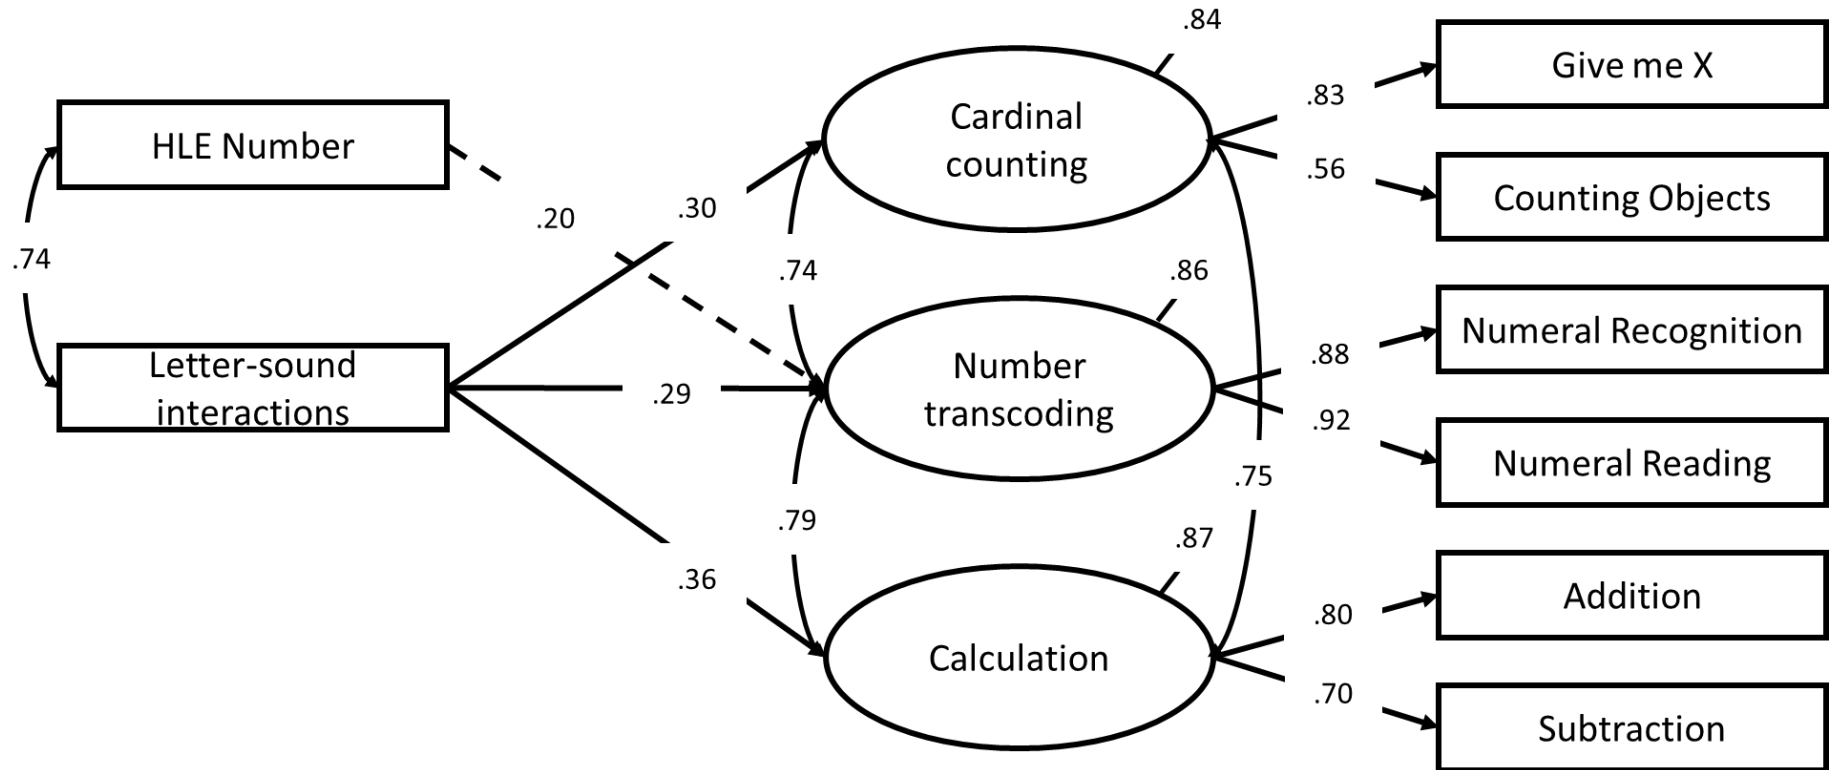 HLE Number
.74
Letter-sound
interactions
.20
.30
.29
.36
Cardinal
counting
.84
.74
Number
transcoding
.86
.79
Calculation
.87
.75
.83
.56
.88
.92
.80
.70
Give me X
Counting Objects
Numeral Recognition
Numeral Reading
Addition
Subtraction